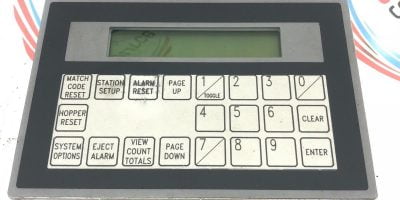 MATCH CODE RESET
STATION SETUP
ALARM RESET
PAGE UP
1 TOGGLE
2
3
0
HOPPER RESET
4
5
6
CLEAR
SYSTEM OPTIONS
EJECT ALARM
VIEW COUNT TOTALS
PAGE DOWN
7
8
9
ENTER